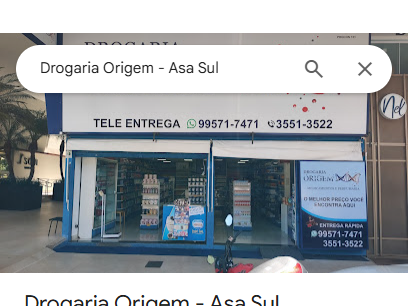 DROGARIA
Drogaria Origem - Asa Sul
Nel
TELE ENTREGA 99571-7471 3551-3522
DROGARIA
ORIGEM
O MELHOR PREÇO VOCÊ
ENCONTRA AQUI
ENTREGA RÁPIDA
99571-7471
3551-3522
Drogaria Origem - Asa Sul